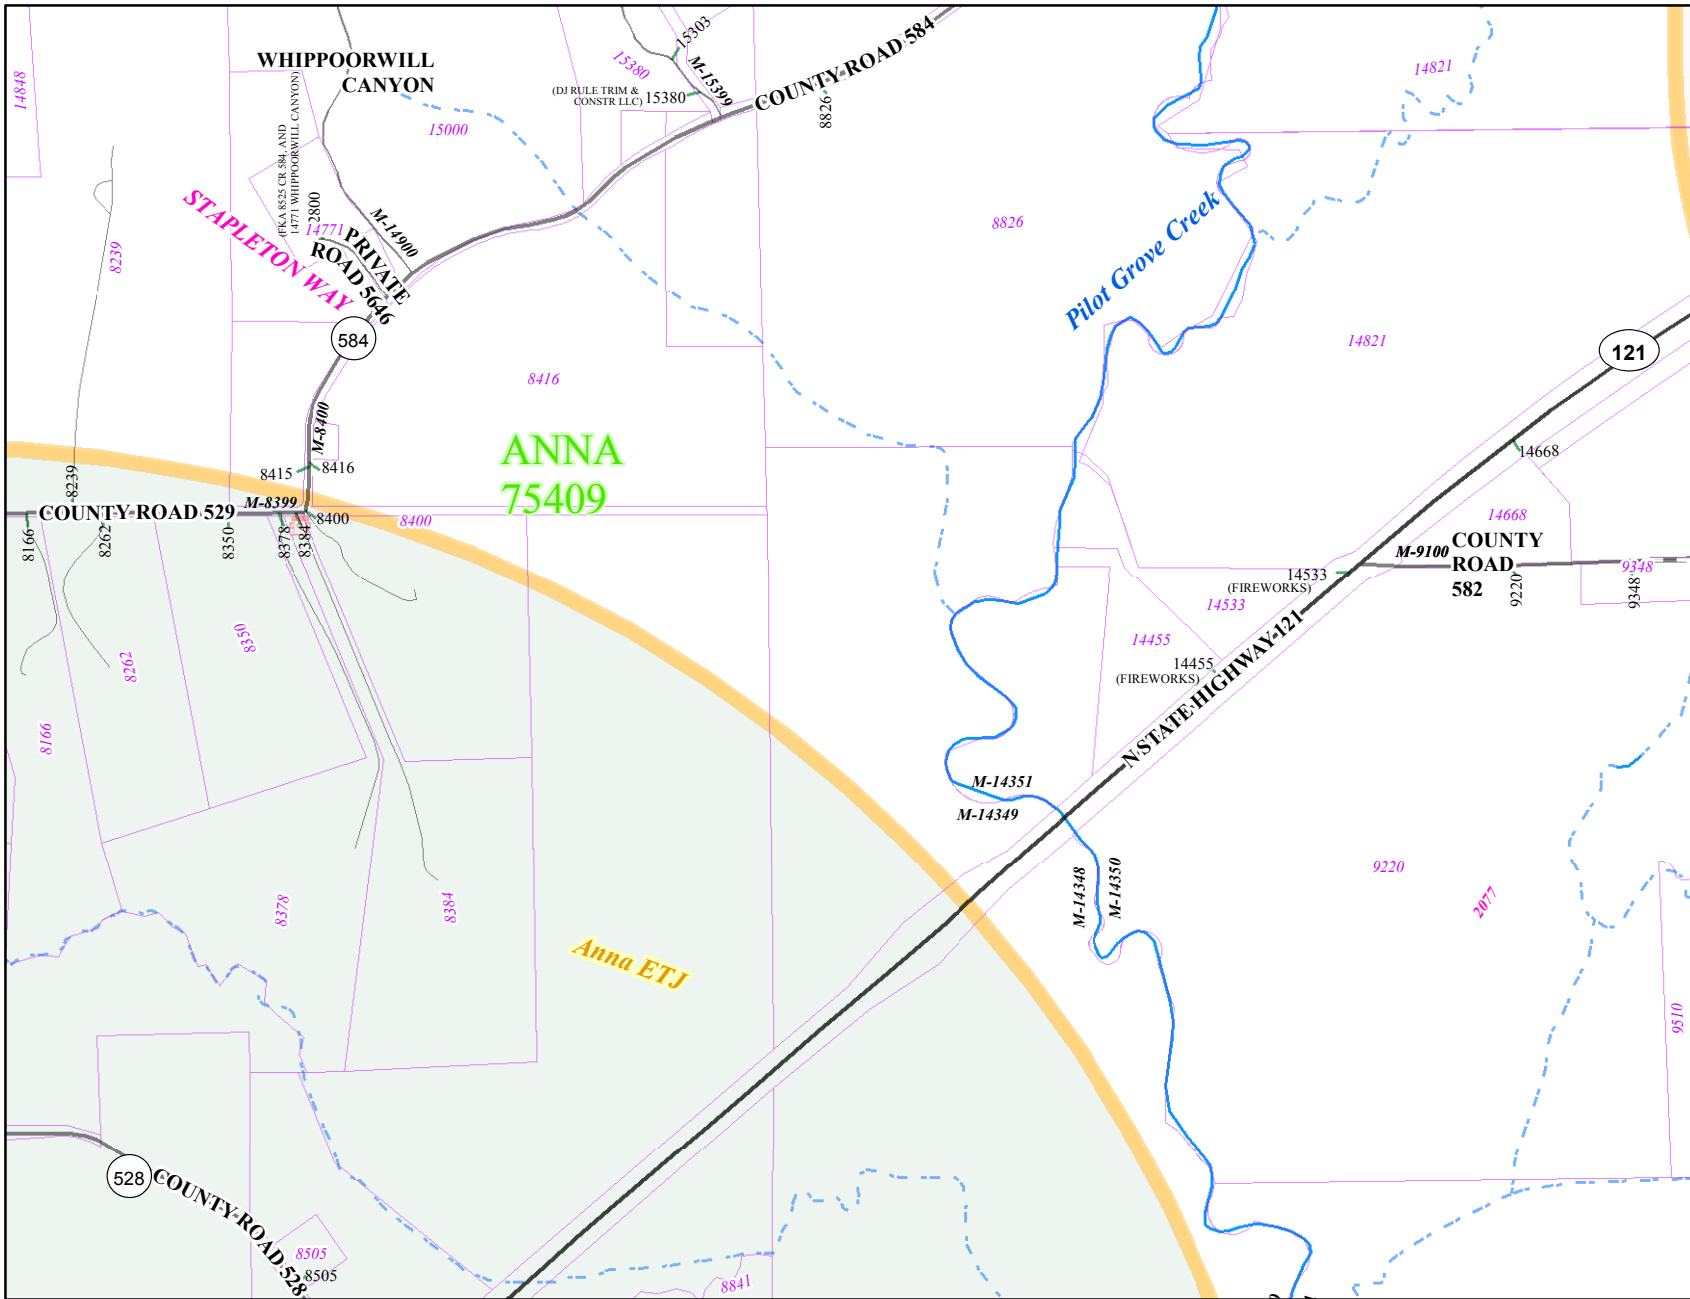 WHIPPOORWILL
CANYON
14848
15303
15380
M-15399
(DJ RULE TRIM &
CONSTR LLC)
15380
COUNTY ROAD 584
8826
14821
15000
(FKA 8525 CR 584, AND
14771 WHIPPOORWILL CANYON)
2800
14771
M-14900
STAPLETON WAY
PRIVATE
ROAD 5646
584
8239
8826
Pilot Grove Creek
14821
121
8416
M-8400
ANNA
75409
8415
8416
8239
M-8399
COUNTY ROAD 529
8400
8400
8166
8262
8350
8378
8384
14668
14668
M-9100
COUNTY
ROAD
582
9348
9220
9348
14533
(FIREWORKS)
14533
14455
14455
(FIREWORKS)
N STATE HIGHWAY 121
8350
8262
8166
M-14351
M-14349
M-14348
M-14350
9220
2077
8378
8384
Anna ETJ
9510
528
COUNTY ROAD 528
8505
8505
8841